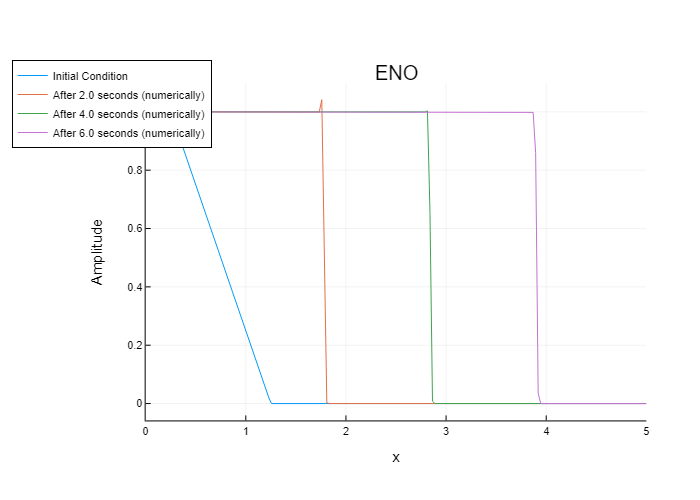 ENO
Initial Condition
After 2.0 seconds (numerically)
After 4.0 seconds (numerically)
After 6.0 seconds (numerically)
0.8
0.6
0.4
0.2
0
Amplitude
0 1 2 3 4 5
x